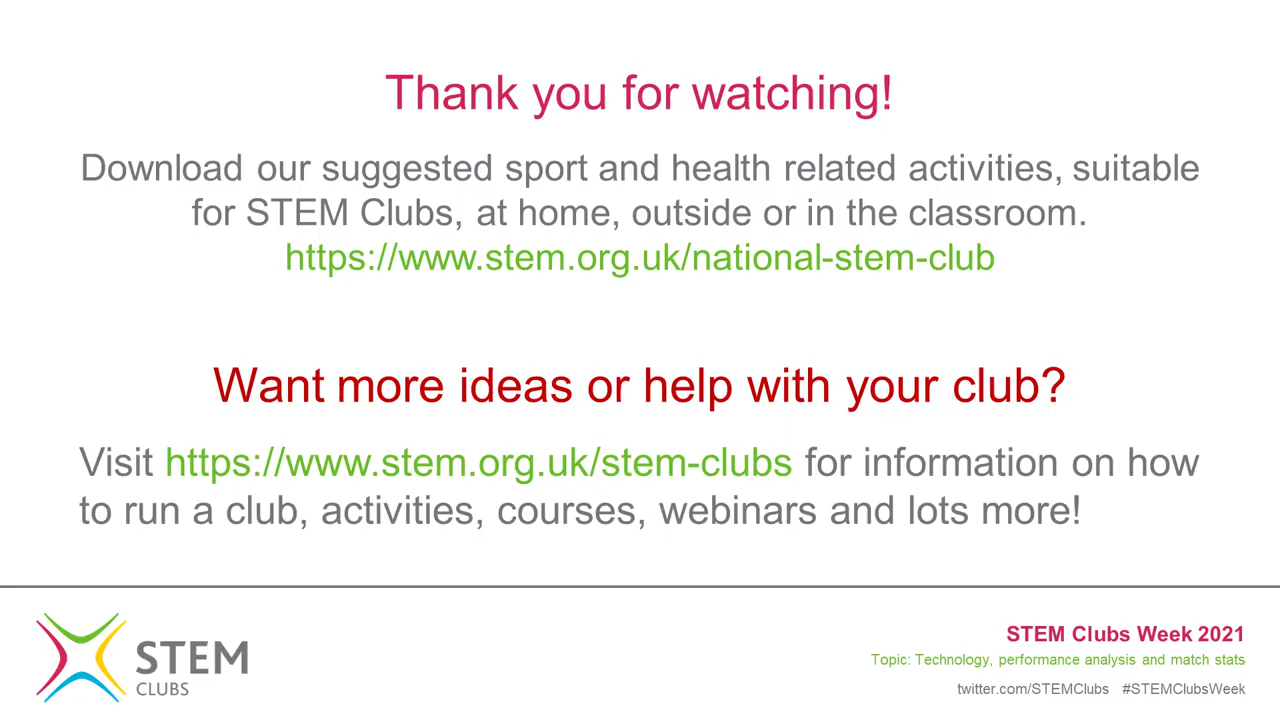 Thank you for watching!
Download our suggested sport and health related activities, suitable
for STEM Clubs, at home, outside or in the classroom.
https://www.stem.org.uk/national-stem-club
Want more ideas or help with your club?
Visit https://www.stem.org.uk/stem-clubs for information on how
to run a club, activities, courses, webinars and lots more!
STEM
CLUBS
STEM Clubs Week 2021
Topic: Technology, performance analysis and match stats
twitter.com/STEMClubs #STEMClubsWeek